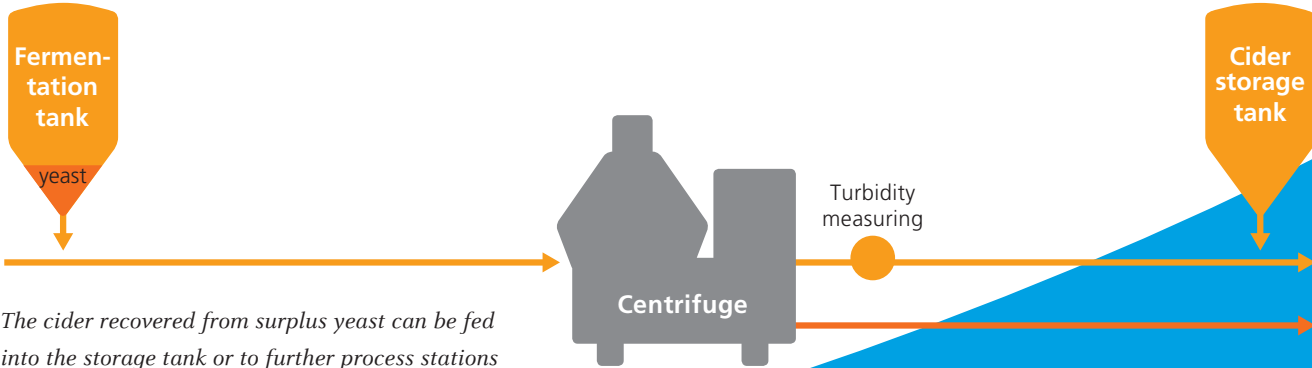 Fermen-
tation
tank
yeast
Turbidity
measuring
Cider
storage
tank
Centrifuge
The cider recovered from surplus yeast can be fed
into the storage tank or to further process stations